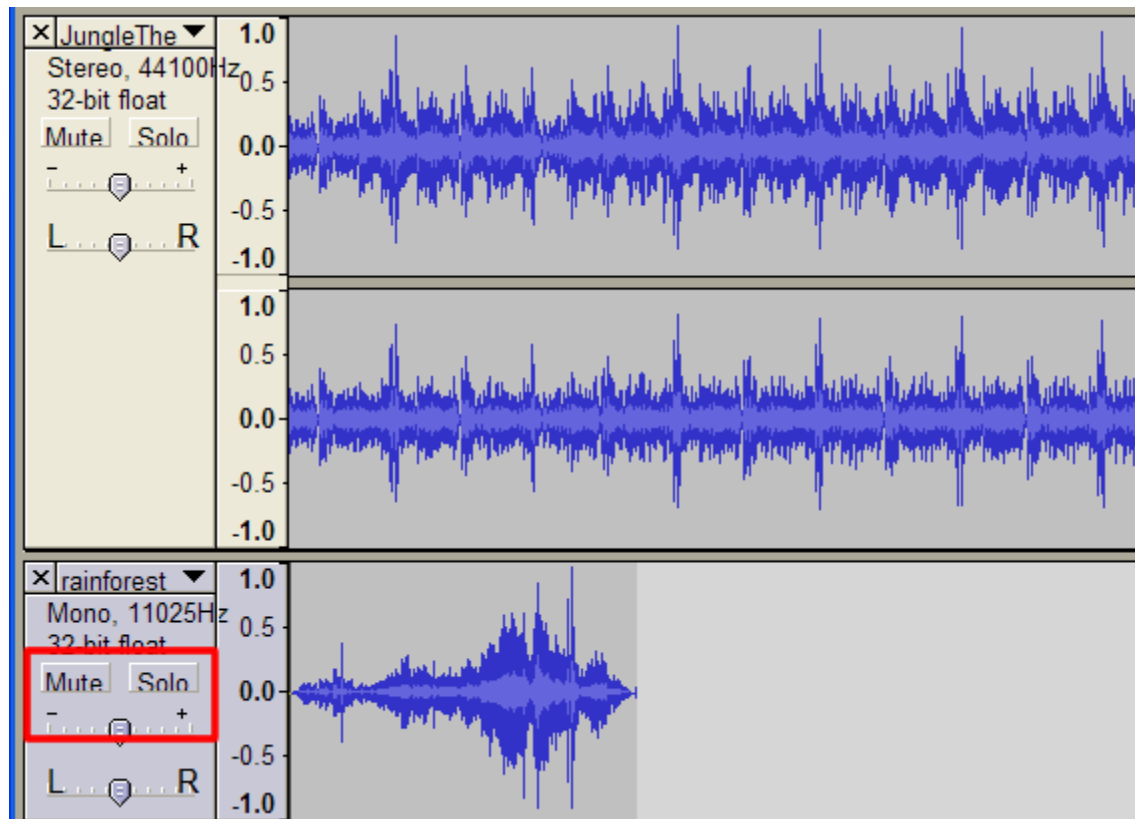 JungleThe
Stereo, 44100Hz
32-bit float
Mute Solo
- +
L R
1.0
0.5
0.0
-0.5
-1.0
1.0
0.5
0.0
-0.5
-1.0
rainforest
Mono, 11025Hz
32-bit float
Mute Solo
- +
L R
1.0
0.5
0.0
-0.5
-1.0